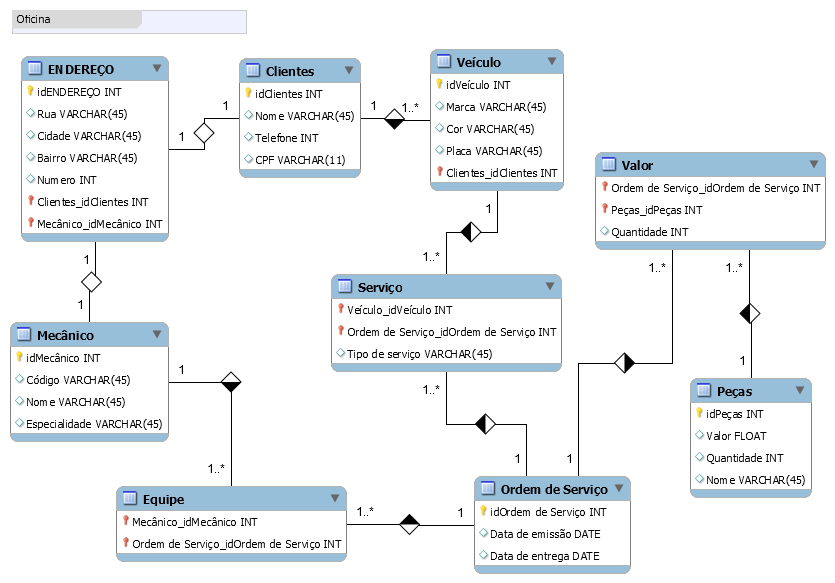 Oficina
ENDEREÇO
idENDEREÇO INT
Rua VARCHAR(45)
Cidade VARCHAR(45)
Bairro VARCHAR(45)
Numero INT
Clientes_idClientes INT
Mecânico_idMecânico INT
1
1
Clientes
idClientes INT
Nome VARCHAR(45)
Telefone INT
CPF VARCHAR(11)
1
1..*
Veículo
idVeículo INT
Marca VARCHAR(45)
Cor VARCHAR(45)
Placa VARCHAR(45)
Clientes_idClientes INT
1
1..*
Valor
Ordem de Serviço_idOrdem de Serviço INT
Peças_idPeças INT
Quantidade INT
1..*
1..*
1
1
Mecânico
idMecânico INT
Código VARCHAR(45)
Nome VARCHAR(45)
Especialidade VARCHAR(45)
1
1..*
Serviço
Veículo_idVeículo INT
Ordem de Serviço_idOrdem de Serviço INT
Tipo de serviço VARCHAR(45)
1..*
1
1
1
Peças
idPeças INT
Valor FLOAT
Quantidade INT
Nome VARCHAR(45)
Equipe
Mecânico_idMecânico INT
Ordem de Serviço_idOrdem de Serviço INT
1..*
1
Ordem de Serviço
idOrdem de Serviço INT
Data de emissão DATE
Data de entrega DATE